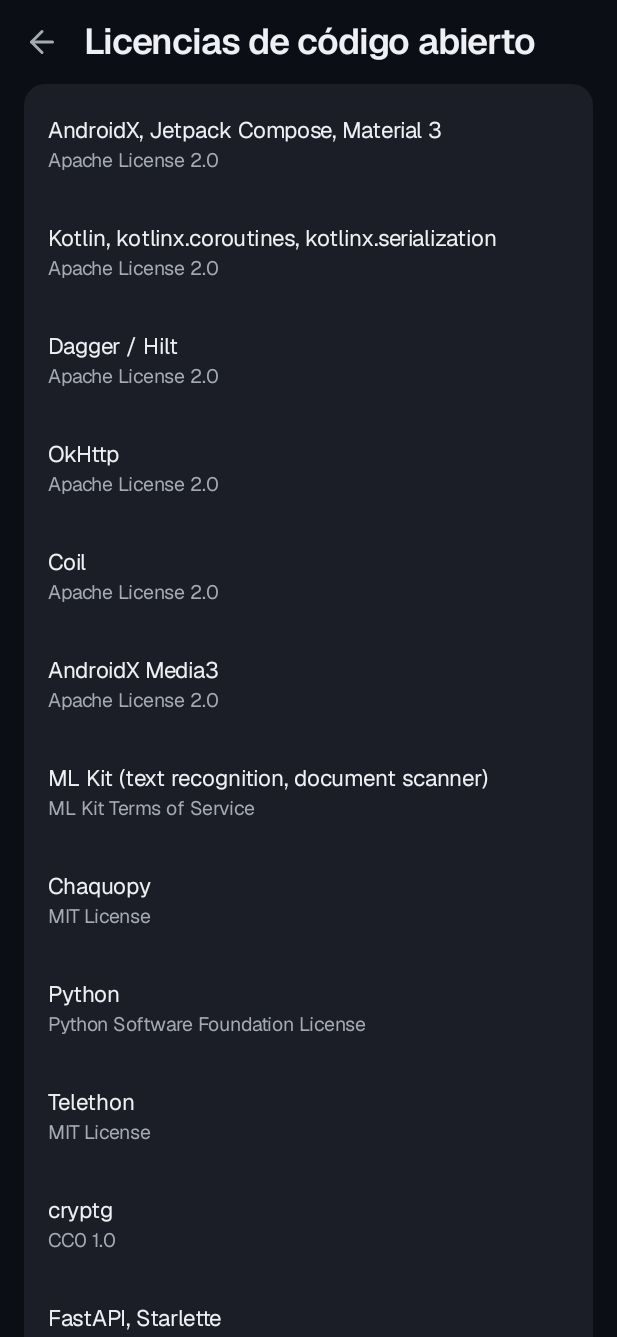 Licencias de código abierto
AndroidX, Jetpack Compose, Material 3
Apache License 2.0
Kotlin, kotlinx.coroutines, kotlinx.serialization
Apache License 2.0
Dagger / Hilt
Apache License 2.0
OkHttp
Apache License 2.0
Coil
Apache License 2.0
AndroidX Media3
Apache License 2.0
ML Kit (text recognition, document scanner)
ML Kit Terms of Service
Chaquopy
MIT License
Python
Python Software Foundation License
Telethon
MIT License
cryptg
CC0 1.0
FastAPI, Starlette